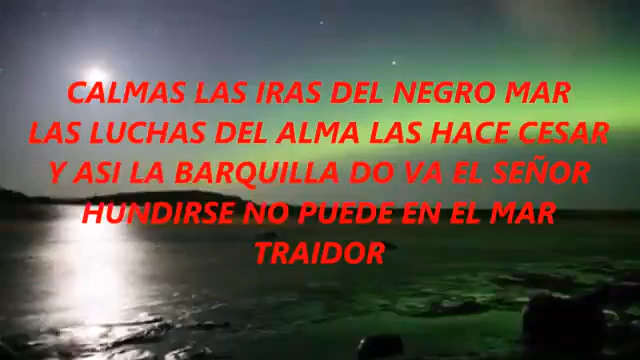 CALMAS LAS IRAS DEL NEGRO MAR
LAS LUCHAS DEL ALMA LAS HACE CESAR
Y ASI LA BARQUILLA DO VA EL SEÑOR
HUNDIRSE NO PUEDE EN EL MAR
TRAIDOR